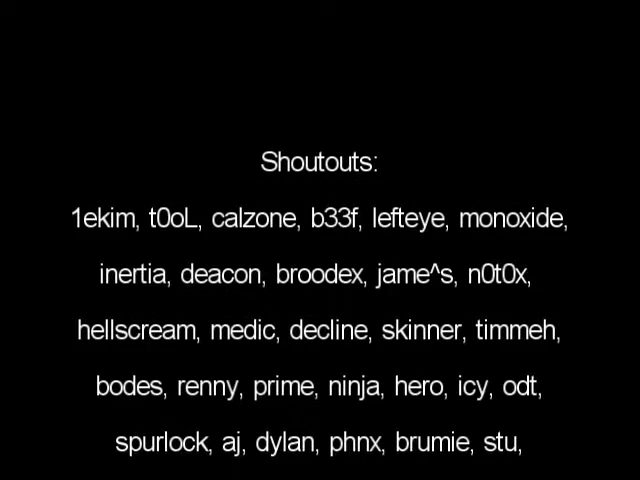 Shoutouts:
1ekim, t0oL, calzone, b33f, lefteye, monoxide,
inertia, deacon, broodex, jame^s, n0t0x,
hellscream, medic, decline, skinner, timmeh,
bodes, renny, prime, ninja, hero, icy, odt,
spurlock, aj, dylan, phnx, brumie, stu,